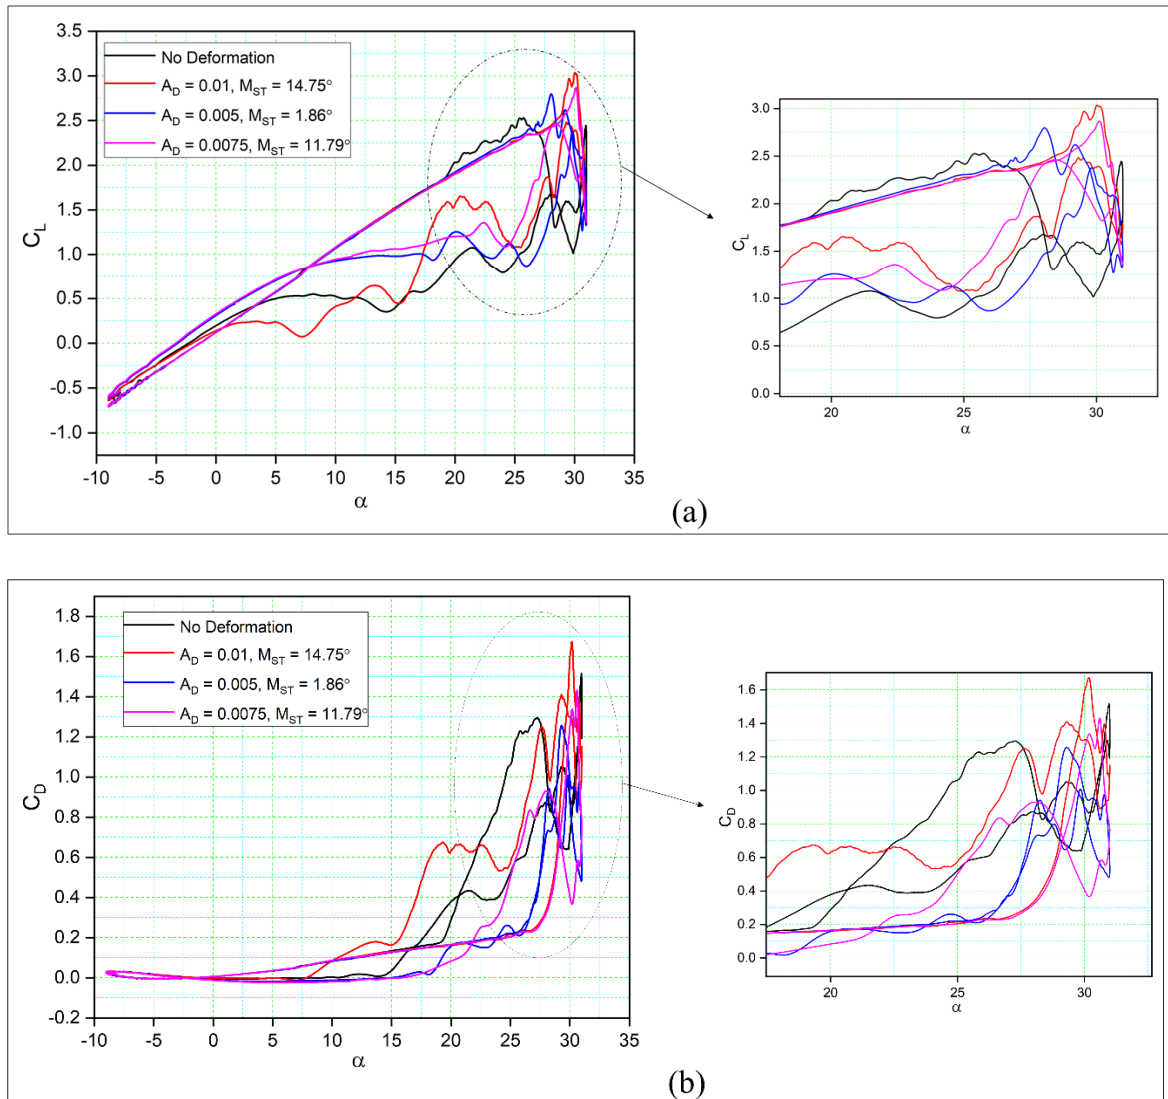 3.5
3.0
2.5
2.0
1.5
1.0
0.5
0.0
-0.5
-1.0
C_L
No Deformation
A_D = 0.01, M_ST = 14.75°
A_D = 0.005, M_ST = 1.86°
A_D = 0.0075, M_ST = 11.79°
-10 -5 0 5 10 15 20 25 30 35
α
3.0
2.5
2.0
1.5
1.0
0.5
0.0
C_L
20 25 30
α
(a)
1.8
1.6
1.4
1.2
1.0
0.8
0.6
0.4
0.2
0.0
-0.2
C_D
No Deformation
A_D = 0.01, M_ST = 14.75°
A_D = 0.005, M_ST = 1.86°
A_D = 0.0075, M_ST = 11.79°
-10 -5 0 5 10 15 20 25 30 35
α
1.6
1.4
1.2
1.0
0.8
0.6
0.4
0.2
0.0
C_D
20 25 30
α
(b)